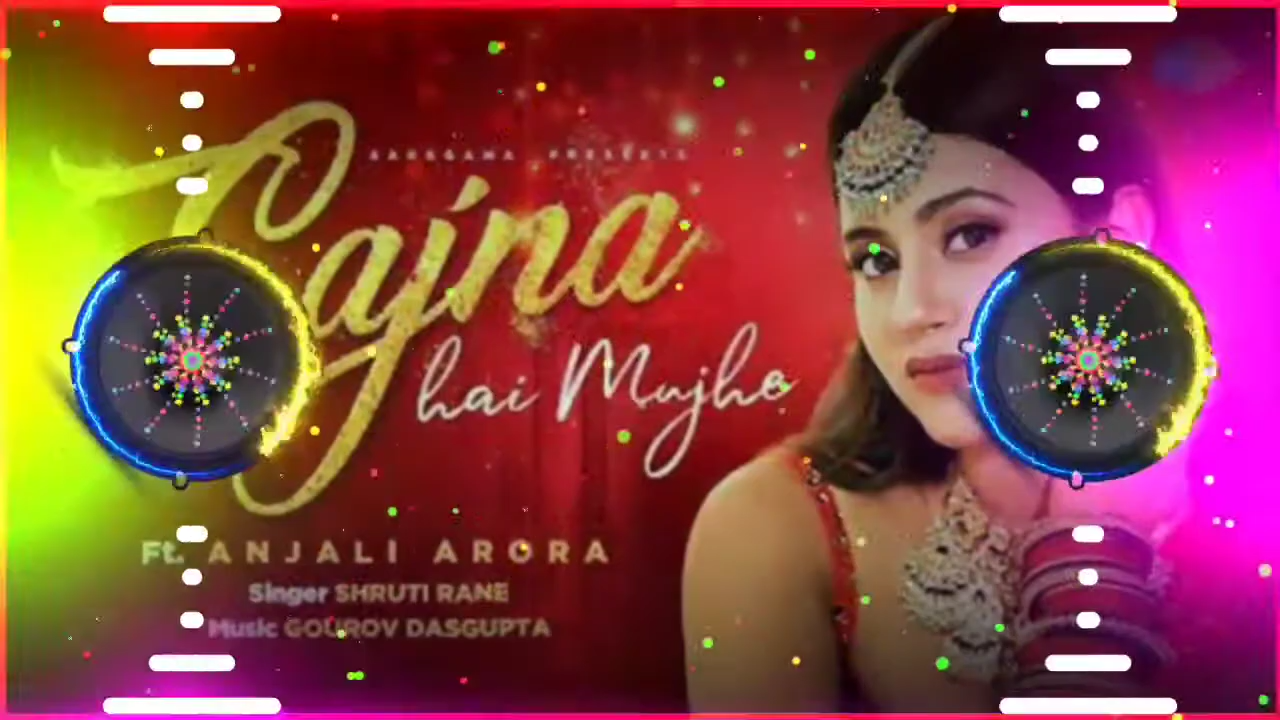 SAREGAMA PRESENTS
Sajna
hai Mujhe
Ft. ANJALI ARORA
Singer SHRUTI RANE
Music GOUROV DASGUPTA